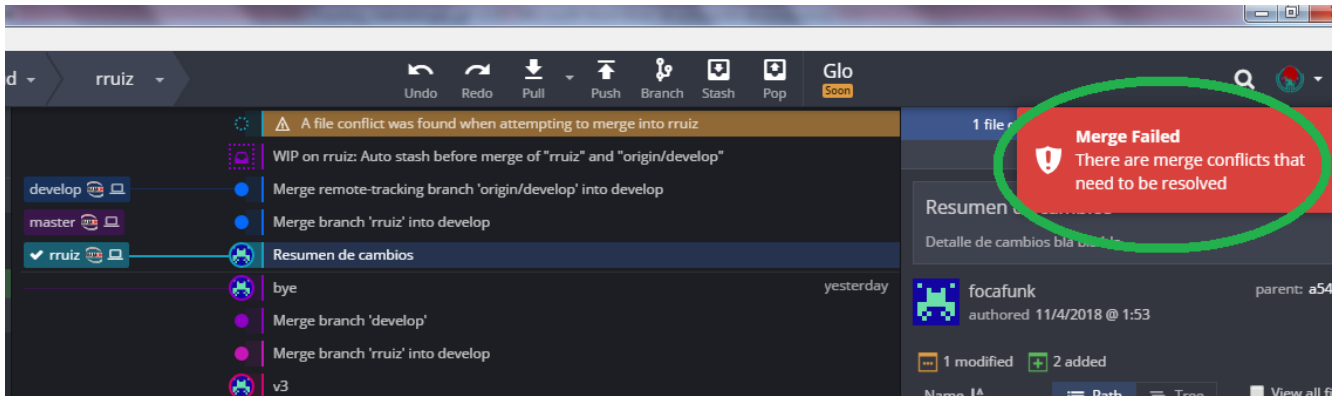 d
rruiz
Undo Redo Pull Push Branch Stash Pop
Glo
Soon
A file conflict was found when attempting to merge into rruiz
WIP on rruiz: Auto stash before merge of "rruiz" and "origin/develop"
develop
Merge remote-tracking branch 'origin/develop' into develop
master
Merge branch 'rruiz' into develop
rruiz
Resumen de cambios
bye
yesterday
Merge branch 'develop'
Merge branch 'rruiz' into develop
v3
1 file
Merge Failed
There are merge conflicts that
need to be resolved
Resumen de cambios
Detalle de cambios bla bla bla
focafunk
authored 11/4/2018 @ 1:53
parent: a54
1 modified
2 added
Name
Path
Tree
View all fi